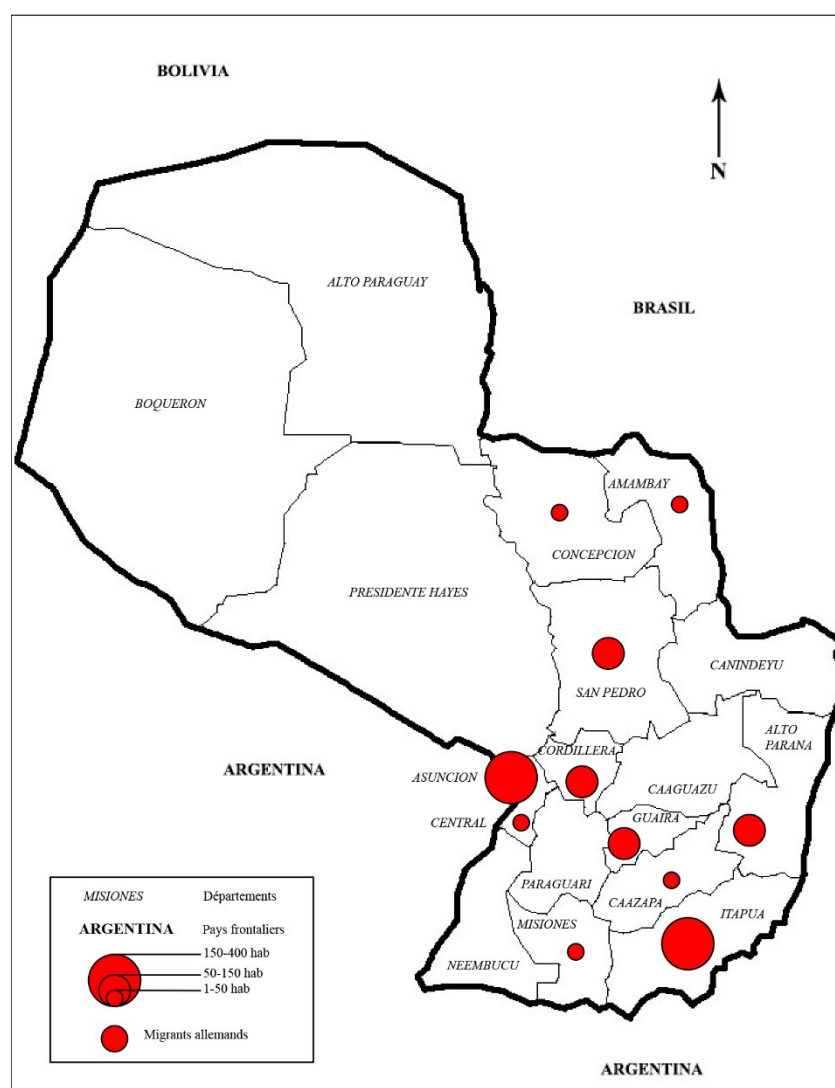 BOLIVIA
N
ALTO PARAGUAY
BRASIL
BOQUERON
AMAMBAY
CONCEPCION
PRESIDENTE HAYES
CANINDEYU
SAN PEDRO
ALTO
PARANA
CORDILLERA
ARGENTINA
ASUNCION
CAAGUAZU
CENTRAL
GUAIRA
PARAGUARI
CAAZAPA
ITAPUA
MISIONES
NEEMBUCU
MISIONES Départements
ARGENTINA Pays frontaliers
150-400 hab
50-150 hab
1-50 hab
Migrants allemands
ARGENTINA